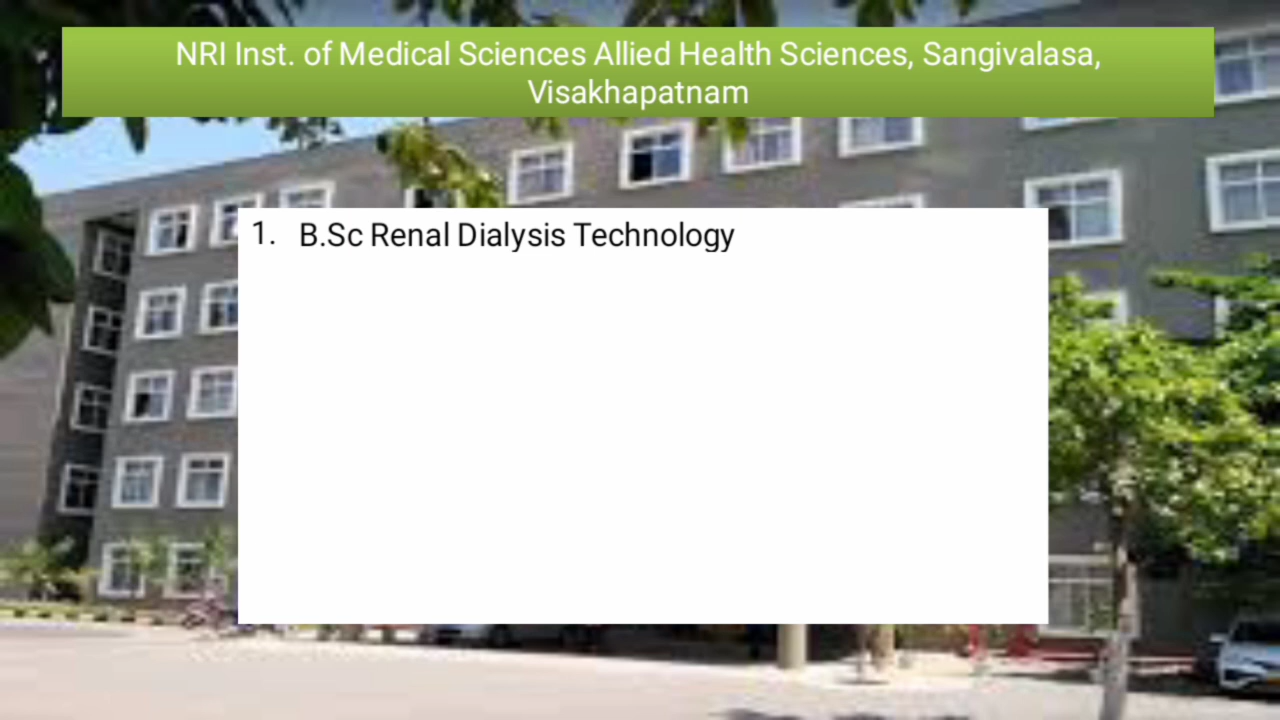 NRI Inst. of Medical Sciences Allied Health Sciences, Sangivalasa,
Visakhapatnam
1. B.Sc Renal Dialysis Technology